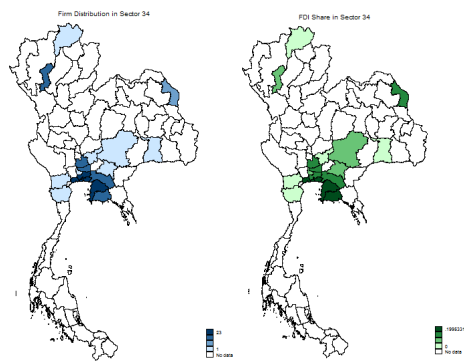 Firm Distribution in Sector 34
FDI Share in Sector 34
23
1
No data
0
No data